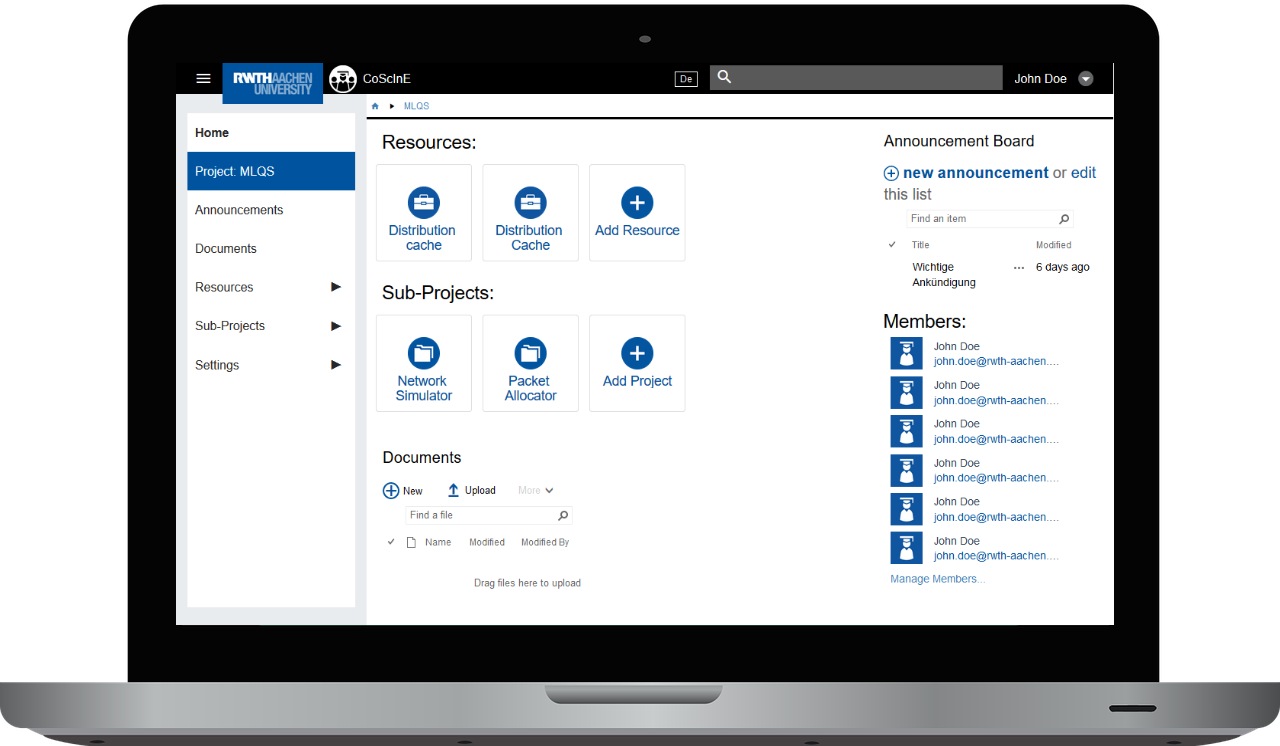 RWTHAACHEN
UNIVERSITY
CoScInE
De
John Doe
MLQS
Home
Project: MLQS
Announcements
Documents
Resources
Sub-Projects
Settings
Resources:
Distribution
cache
Distribution
Cache
Add Resource
Sub-Projects:
Network
Simulator
Packet
Allocator
Add Project
Documents
New
Upload
More
Find a file
Name
Modified
Modified By
Drag files here to upload
Announcement Board
new announcement or edit
this list
Find an item
Title
Modified
Wichtige
Ankündigung
...
6 days ago
Members:
John Doe
john.doe@rwth-aachen....
John Doe
john.doe@rwth-aachen....
John Doe
john.doe@rwth-aachen....
John Doe
john.doe@rwth-aachen....
John Doe
john.doe@rwth-aachen....
John Doe
john.doe@rwth-aachen....
Manage Members...